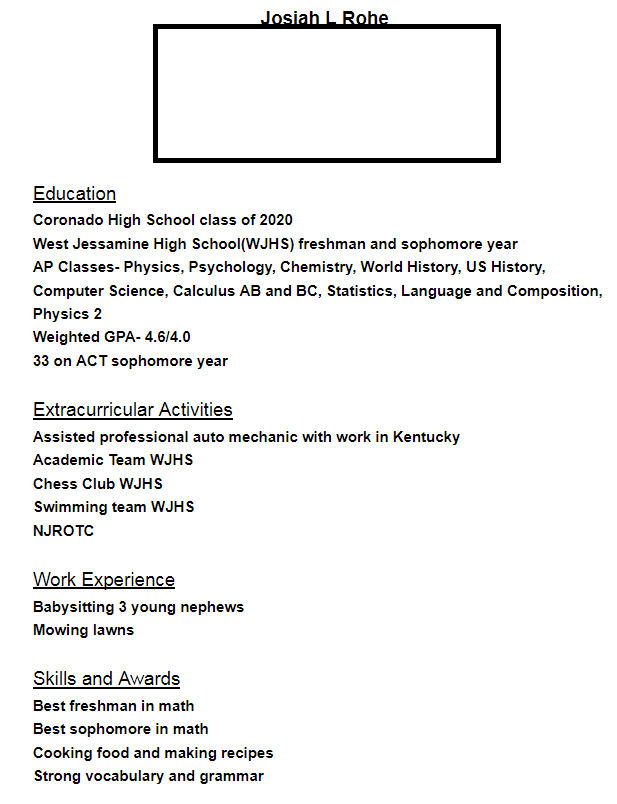 Josiah L Rohe
Education
Coronado High School class of 2020
West Jessamine High School(WJHS) freshman and sophomore year
AP Classes- Physics, Psychology, Chemistry, World History, US History,
Computer Science, Calculus AB and BC, Statistics, Language and Composition,
Physics 2
Weighted GPA- 4.6/4.0
33 on ACT sophomore year
Extracurricular Activities
Assisted professional auto mechanic with work in Kentucky
Academic Team WJHS
Chess Club WJHS
Swimming team WJHS
NJROTC
Work Experience
Babysitting 3 young nephews
Mowing lawns
Skills and Awards
Best freshman in math
Best sophomore in math
Cooking food and making recipes
Strong vocabulary and grammar